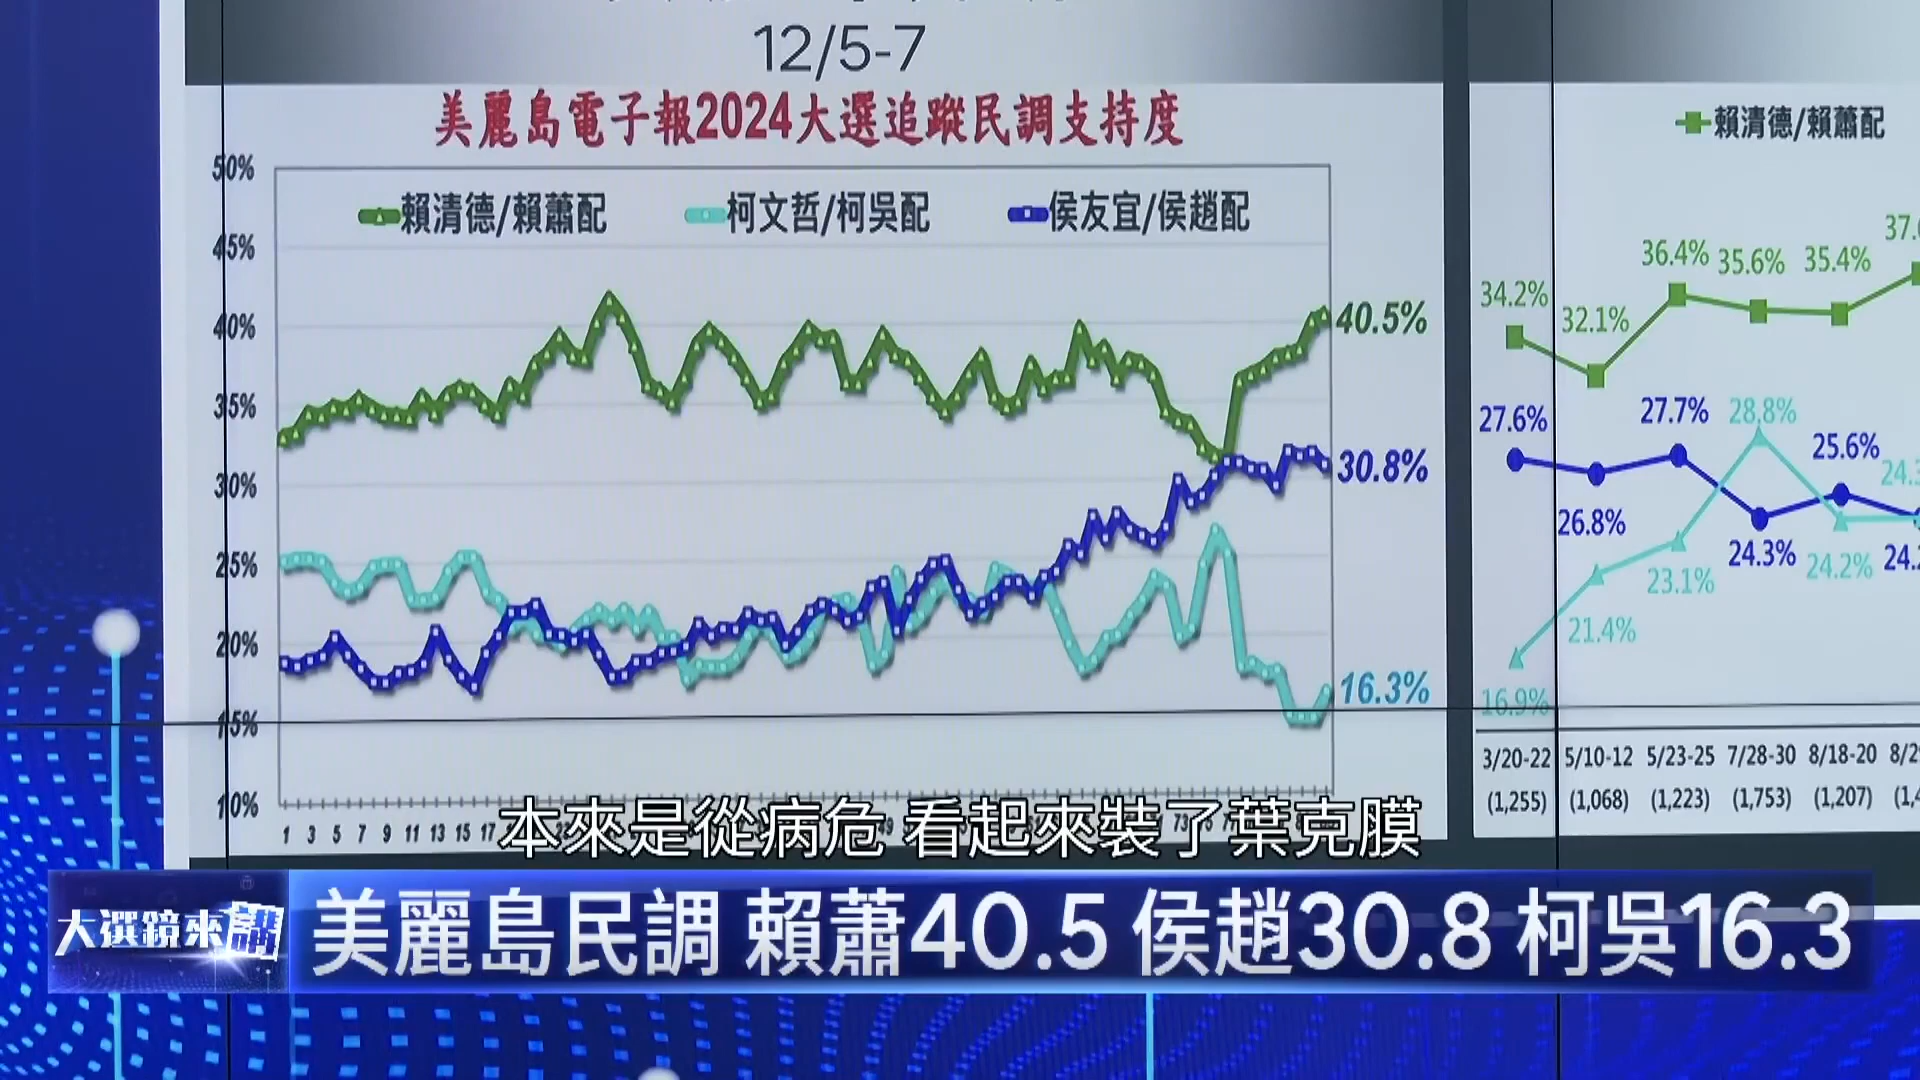 12/5-7
美麗島電子報2024大選追蹤民調支持度
50%
賴清德/賴蕭配 柯文哲/柯吳配 侯友宜/侯趙配
45%
40%
40.5%
35%
30%
30.8%
25%
20%
16.3%
15%
10%
1 3 5 7 9 11 13 15 17
賴清德/賴蕭配
34.2% 32.1% 36.4% 35.6% 35.4%
27.6% 26.8% 27.7% 24.3% 25.6%
16.9% 21.4% 23.1% 28.8% 24.2%
3/20-22 5/10-12 5/23-25 7/28-30 8/18-20
(1,255) (1,068) (1,223) (1,753) (1,207)
本來是從病危 看起來裝了葉克膜
大選鏡來講
美麗島民調 賴蕭40.5 侯趙30.8 柯吳16.3